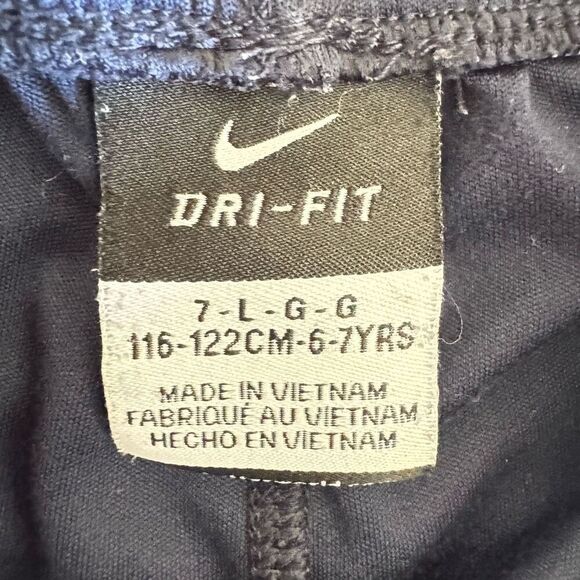 DRI-FIT
7-L-G-G
116-122CM-6-7YRS
MADE IN VIETNAM
FABRIQUÉ AU VIETNAM
HECHO EN VIETNAM